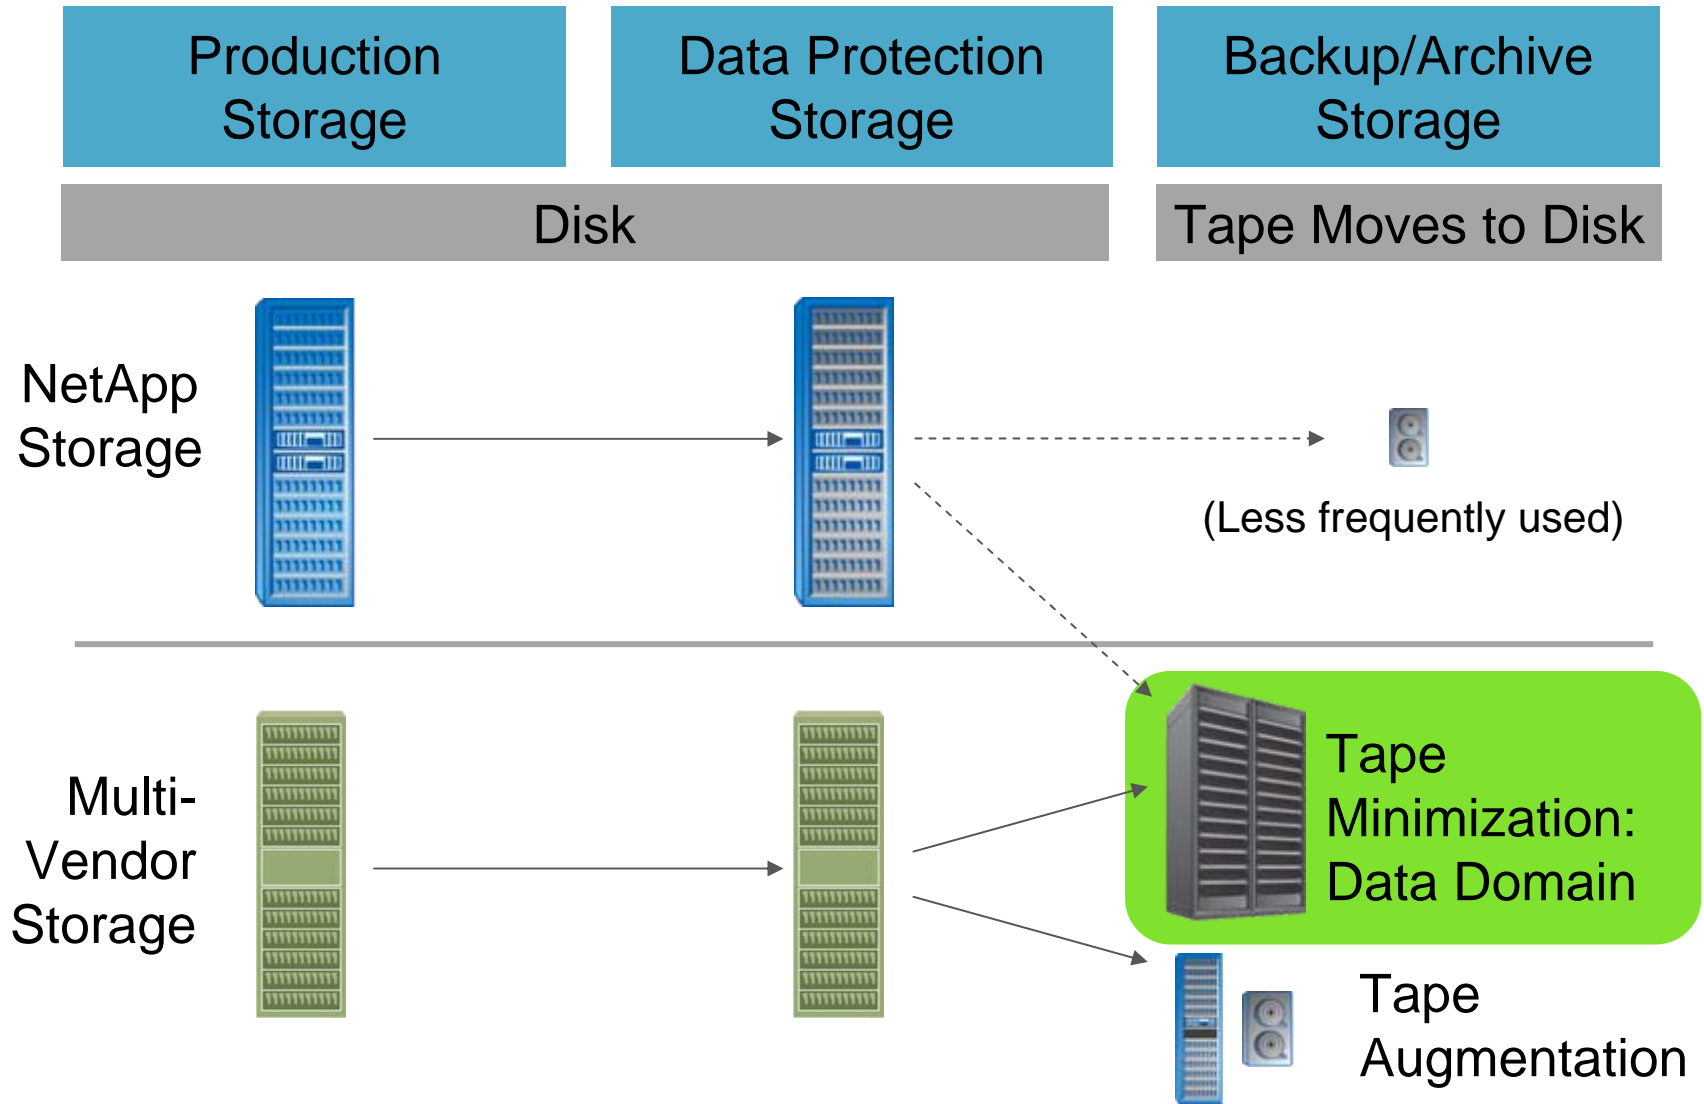 Production
Storage
Data Protection
Storage
Backup/Archive
Storage
Disk
Tape Moves to Disk
NetApp
Storage
(Less frequently used)
Multi-
Vendor
Storage
Tape
Minimization:
Data Domain
Tape
Augmentation